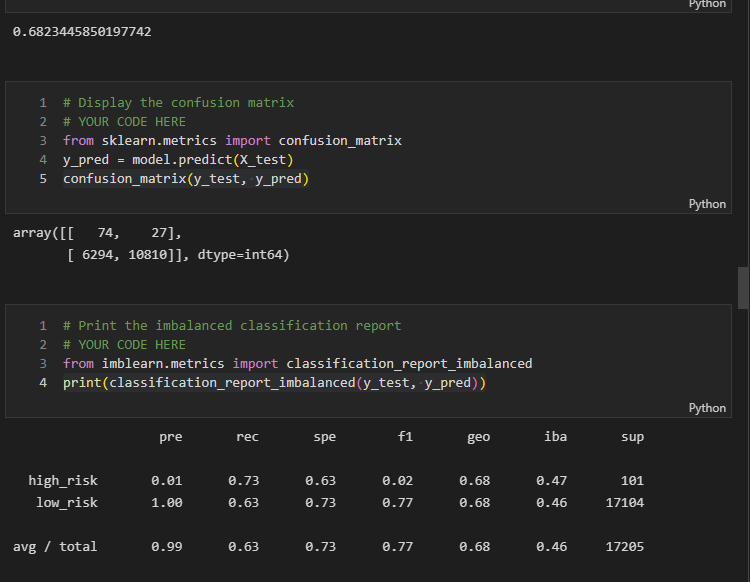 Python
0.6823445850197742
1 # Display the confusion matrix
2 # YOUR CODE HERE
3 from sklearn.metrics import confusion_matrix
4 y_pred = model.predict(X_test)
5 confusion_matrix(y_test, y_pred)
Python
array([[   74,    27],
       [ 6294, 10810]], dtype=int64)
1 # Print the imbalanced classification report
2 # YOUR CODE HERE
3 from imblearn.metrics import classification_report_imbalanced
4 print(classification_report_imbalanced(y_test, y_pred))
Python
pre rec spe f1 geo iba sup
high_risk 0.01 0.73 0.63 0.02 0.68 0.47 101
low_risk 1.00 0.63 0.73 0.77 0.68 0.46 17104
avg / total 0.99 0.63 0.73 0.77 0.68 0.46 17205